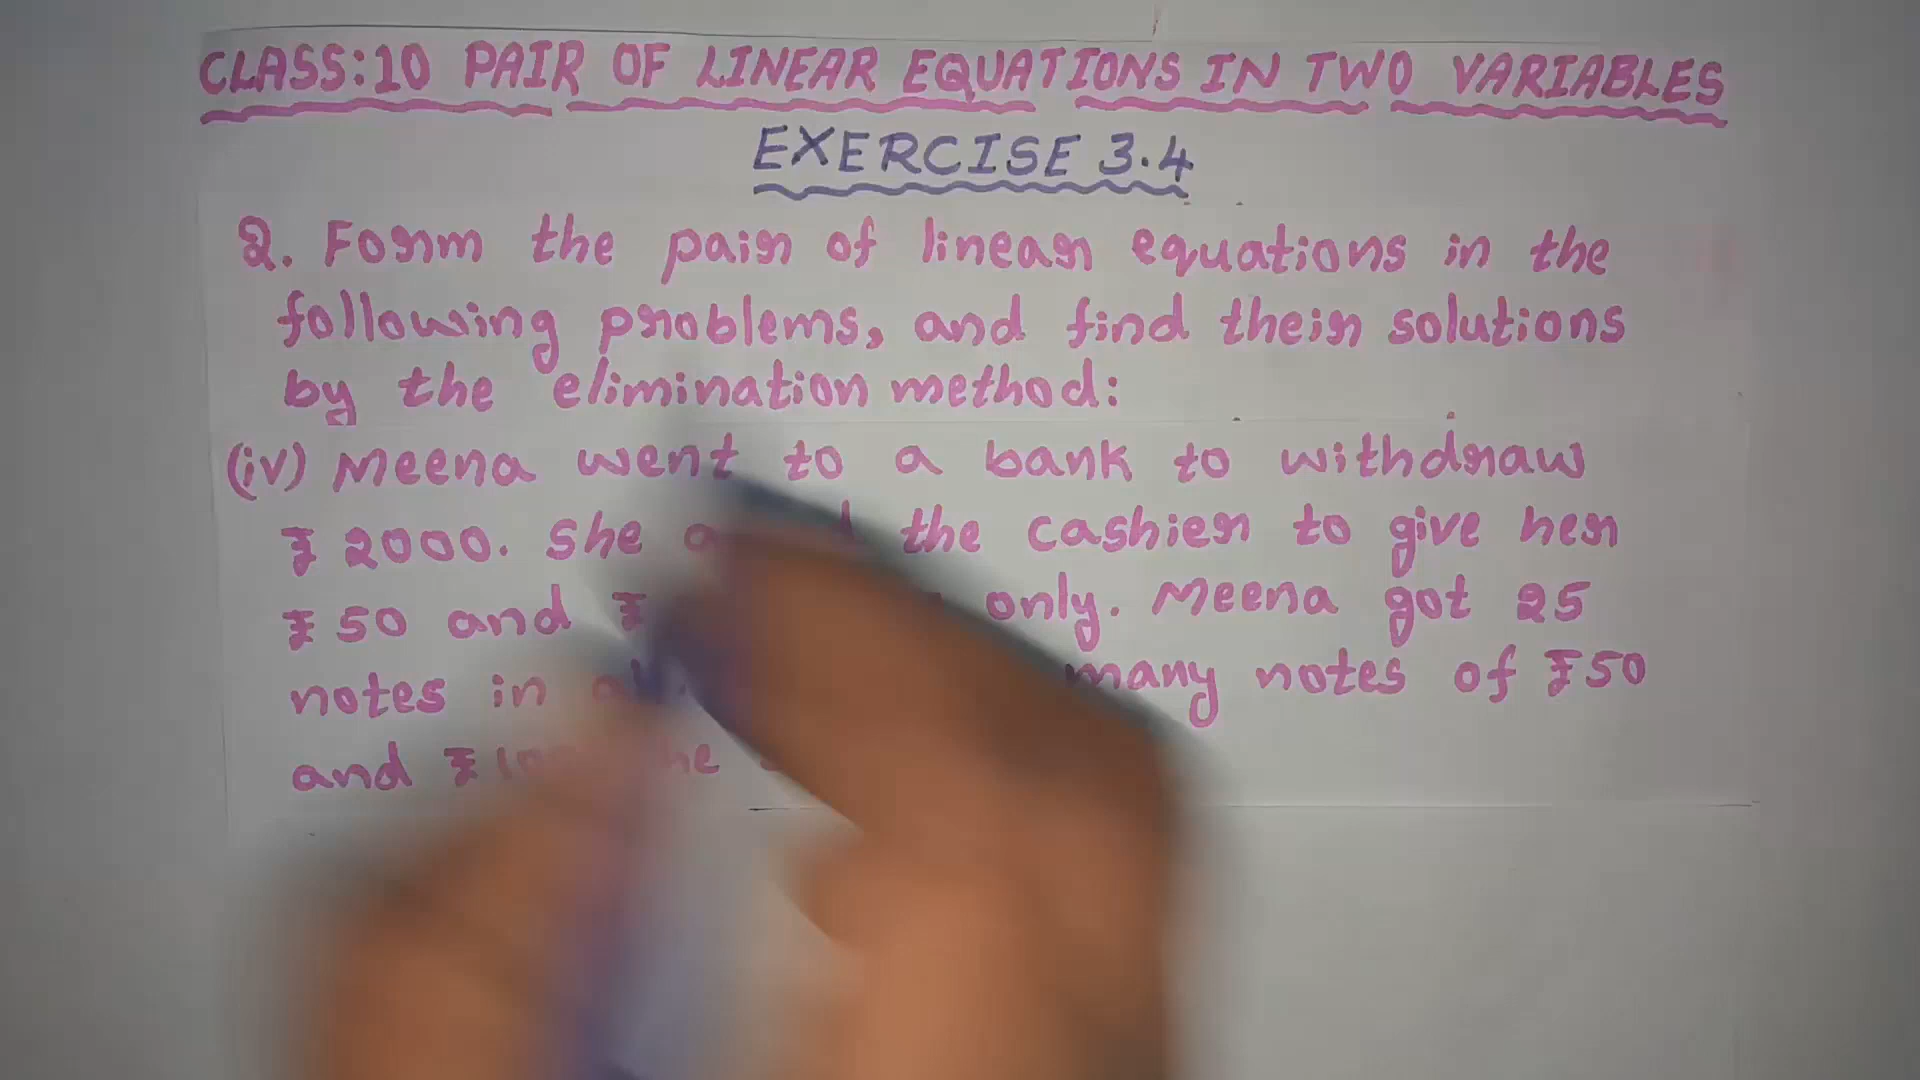 CLASS:10 PAIR OF LINEAR EQUATIONS IN TWO VARIABLES
EXERCISE 3.4
2. Form the pair of linear equations in the
following problems, and find their solutions
by the elimination method:
(iv) Meena went to a bank to withdraw
₹ 2000. She the cashier to give her
₹ 50 and ₹ only. Meena got 25
notes in many notes of ₹50
and ₹